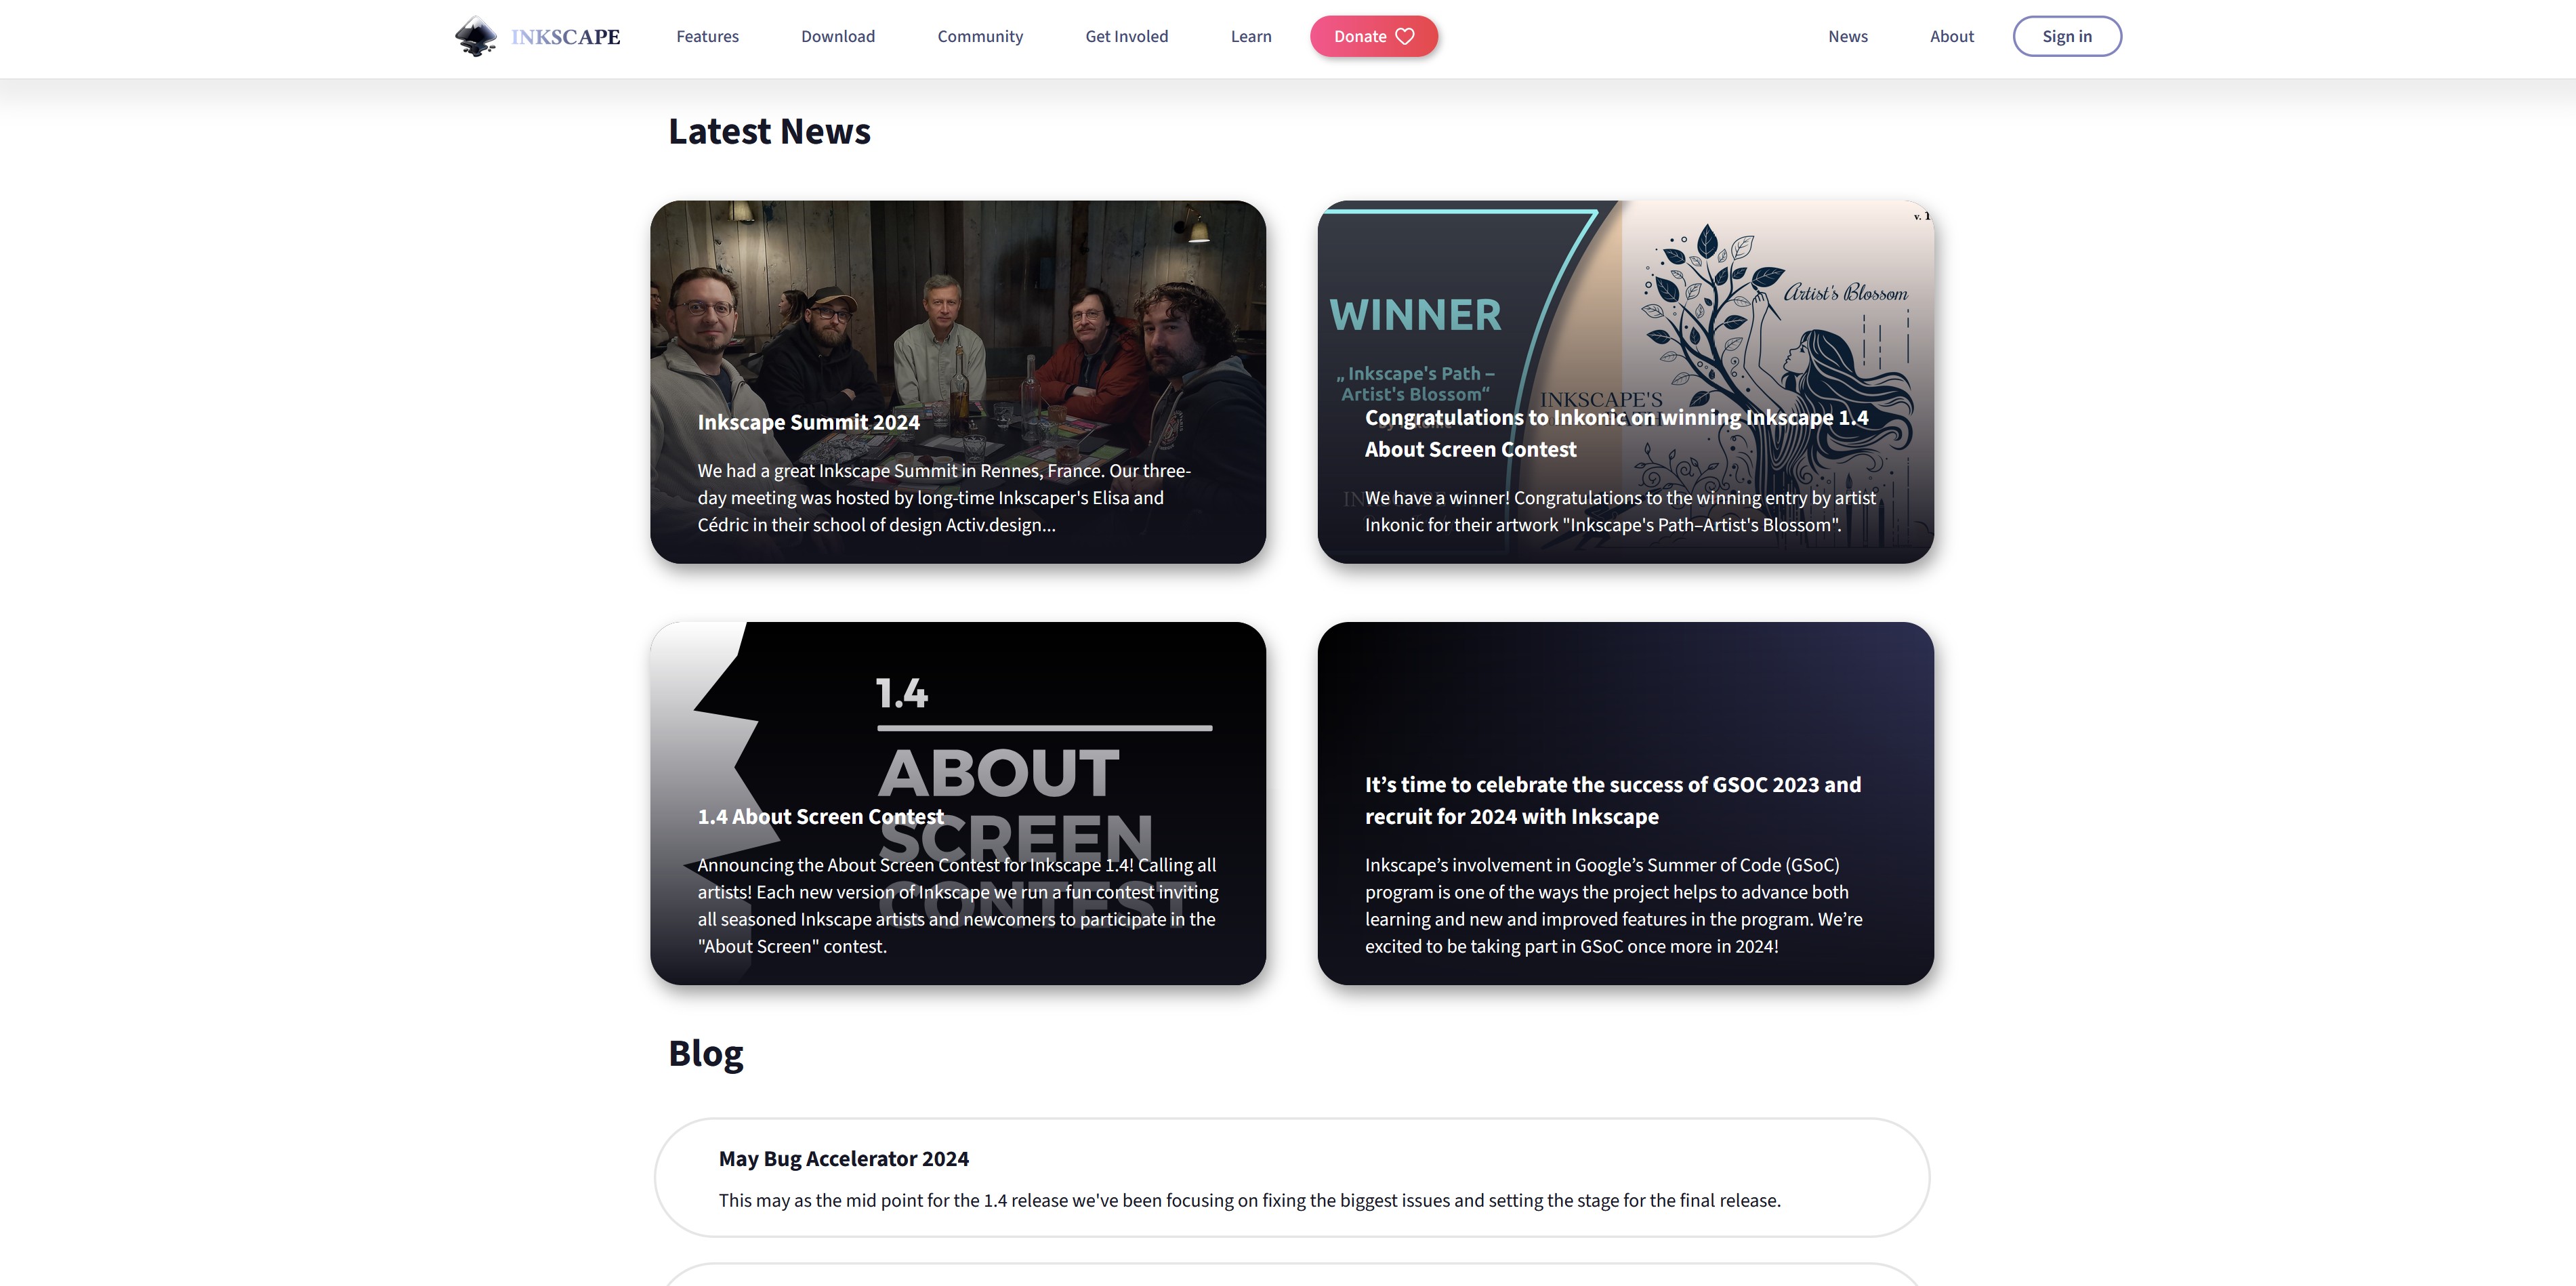 INKSCAPE
Features
Download
Community
Get Involed
Learn
Donate
News
About
Sign in
Latest News
Inkscape Summit 2024
We had a great Inkscape Summit in Rennes, France. Our three-
day meeting was hosted by long-time Inkscaper's Elisa and
Cédric in their school of design Activ.design...
v. 1
WINNER
Artist's Blossom
„ Inkscape's Path –
Artist's Blossom“
INKSCAPE'S
Congratulations to Inkonic on winning Inkscape 1.4
About Screen Contest
We have a winner! Congratulations to the winning entry by artist
Inkonic for their artwork "Inkscape's Path–Artist's Blossom".
1.4
ABOUT
SCREEN
CONTEST
1.4 About Screen Contest
Announcing the About Screen Contest for Inkscape 1.4! Calling all
artists! Each new version of Inkscape we run a fun contest inviting
all seasoned Inkscape artists and newcomers to participate in the
"About Screen" contest.
It’s time to celebrate the success of GSOC 2023 and
recruit for 2024 with Inkscape
Inkscape’s involvement in Google’s Summer of Code (GSoC)
program is one of the ways the project helps to advance both
learning and new and improved features in the program. We’re
excited to be taking part in GSoC once more in 2024!
Blog
May Bug Accelerator 2024
This may as the mid point for the 1.4 release we've been focusing on fixing the biggest issues and setting the stage for the final release.